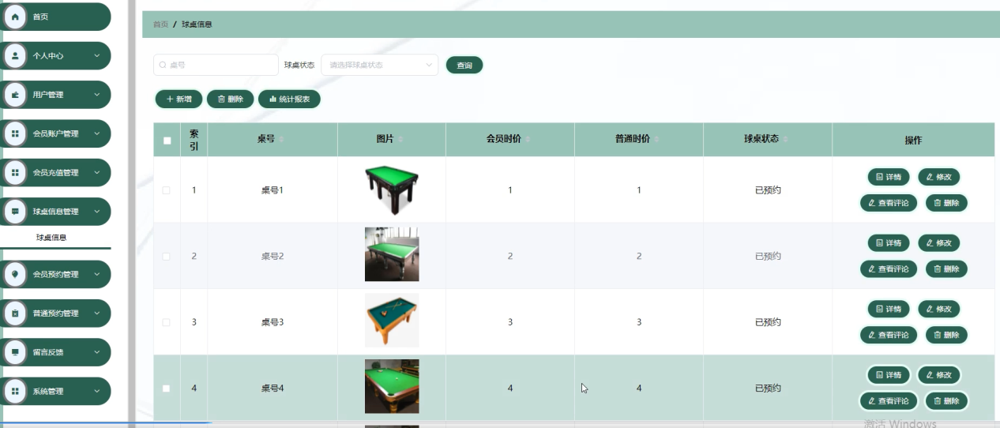 首页
个人中心
用户管理
会员账户管理
会员充值管理
球桌信息管理
球桌信息
会员预约管理
普通预约管理
留言反馈
系统管理
首页 / 球桌信息
桌号 球桌状态 请选择球桌状态 查询
新增 删除 统计报表
索引 桌号 图片 会员时价 普通时价 球桌状态 操作
1 桌号1 1 1 已预约 详情 修改
查看评论 删除
2 桌号2 2 2 已预约 详情 修改
查看评论 删除
3 桌号3 3 3 已预约 详情 修改
查看评论 删除
4 桌号4 4 4 已预约 详情 修改
查看评论 删除
激活 Windows